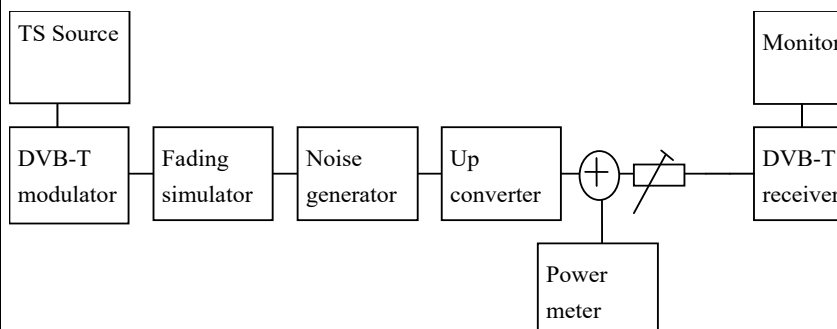 TS Source
Monitor
DVB-T
modulator
Fading
simulator
Noise
generator
Up
converter
DVB-T
receiver
Power
meter